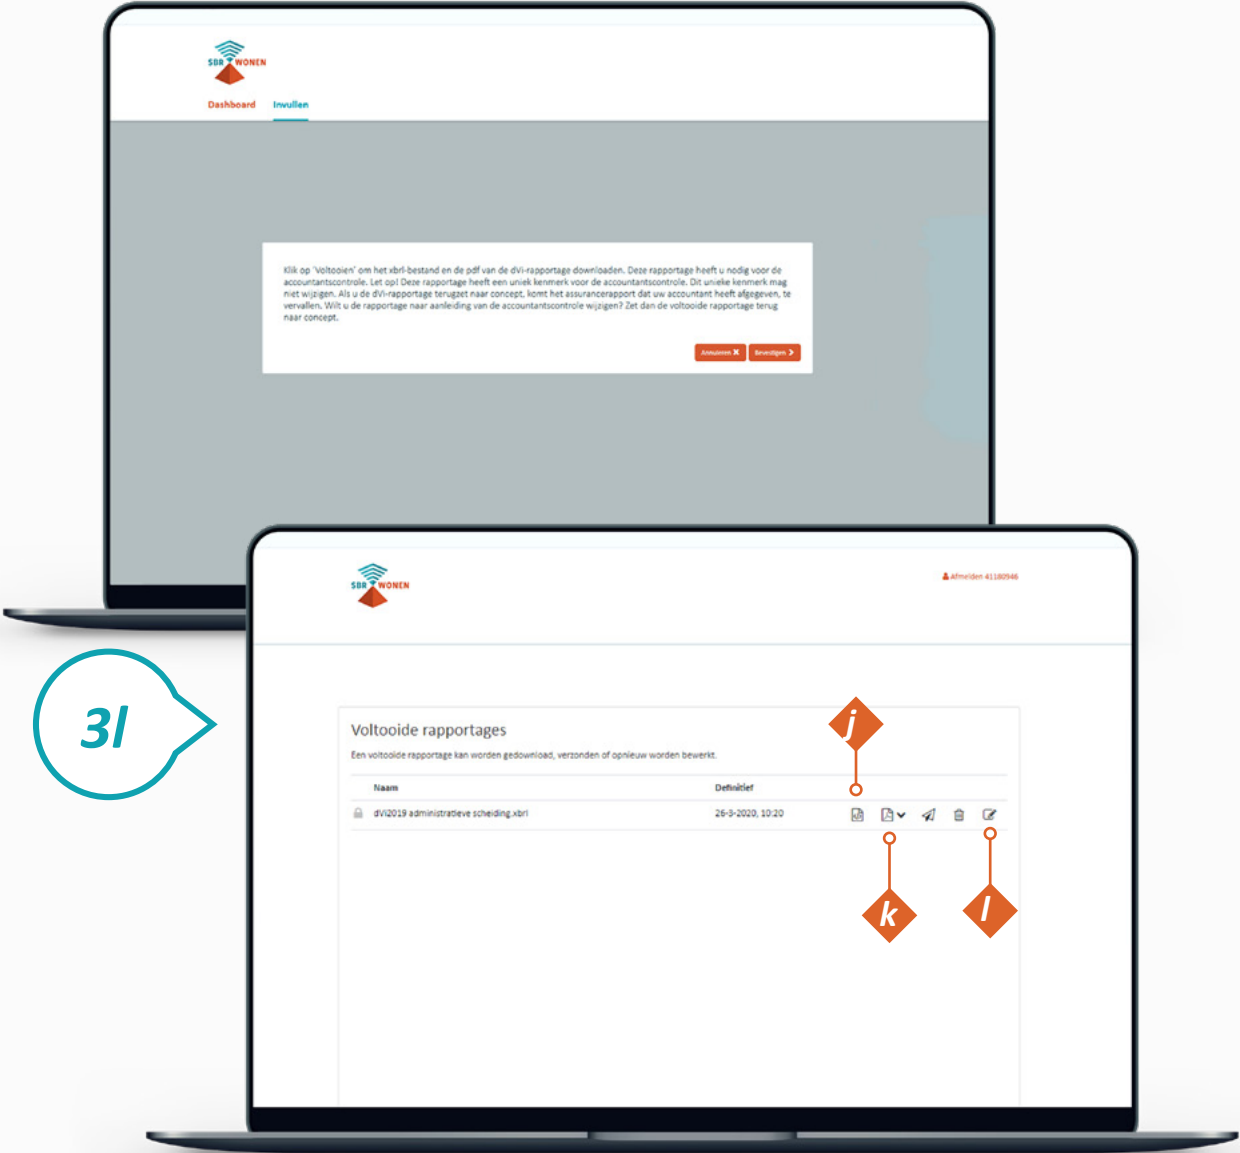 SBR WONEN
Dashboard Invullen
Klik op 'Voltooien' om het xbrl-bestand en de pdf van de dVi-rapportage downloaden. Deze rapportage heeft u nodig voor de
accountantscontrole. Let op! Deze rapportage heeft een uniek kenmerk voor de accountantscontrole. Dit unieke kenmerk mag
niet wijzigen. Als u de dVi-rapportage terugzet naar concept, komt het assurancerapport dat uw accountant heeft afgegeven, te
vervallen. Wilt u de rapportage naar aanleiding van de accountantscontrole wijzigen? Zet dan de voltooide rapportage terug
naar concept.
Annuleren Bevestigen
SBR WONEN
Afmelden 41180946
3l
Voltooide rapportages
Een voltooide rapportage kan worden gedownload, verzonden of opnieuw worden bewerkt.
j
Naam Definitief
dVi2019 administratieve scheiding.xbrl 26-3-2020, 10:20
k l